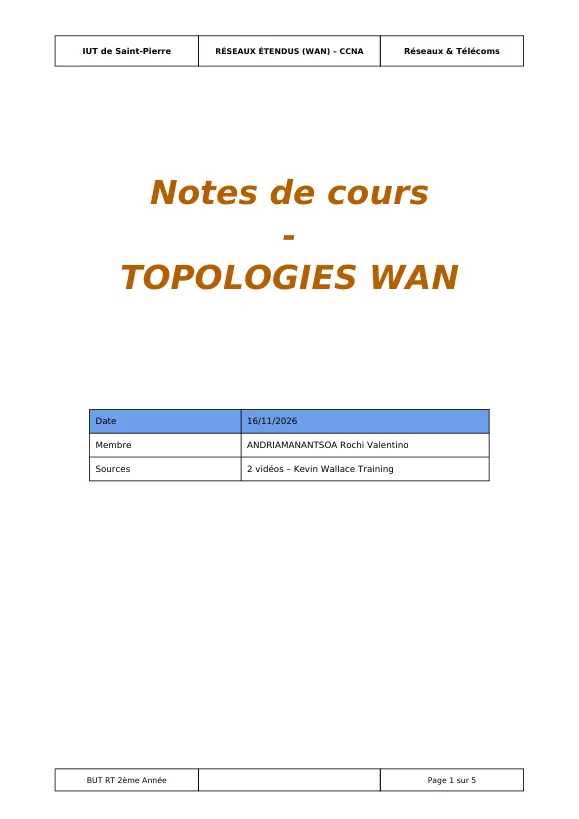 IUT de Saint-Pierre RÉSEAUX ÉTENDUS (WAN) – CCNA Réseaux & Télécoms
Notes de cours
-
TOPOLOGIES WAN
Date 16/11/2026
Membre ANDRIAMANANTSOA Rochi Valentino
Sources 2 vidéos – Kevin Wallace Training
BUT RT 2ème Année Page 1 sur 5